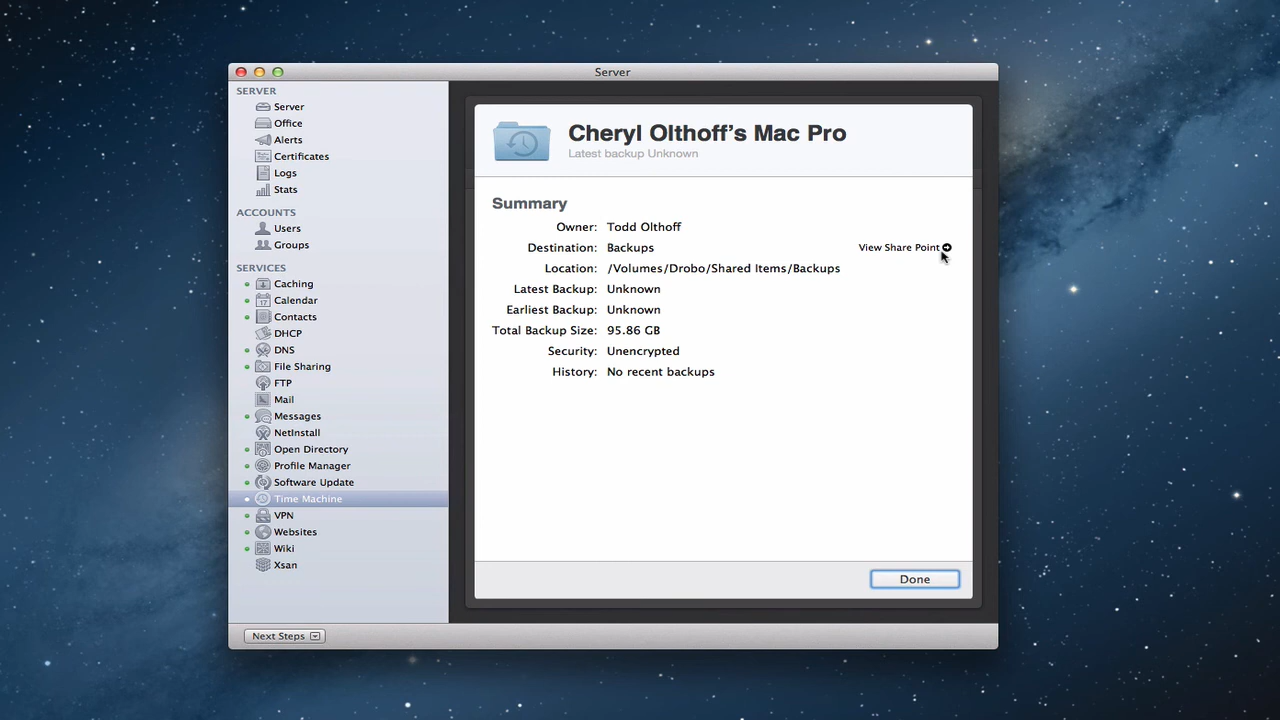 Server
SERVER
Server
Office
Alerts
Certificates
Logs
Stats
ACCOUNTS
Users
Groups
SERVICES
Caching
17
Calendar
Contacts
DHCP
DNS
File Sharing
FTP
Mail
Messages
NetInstall
Open Directory
Profile Manager
Software Update
Time Machine
VPN
Websites
Wiki
Xsan
Next Steps
Cheryl Olthoff’s Mac Pro
Latest backup Unknown
Summary
Owner: Todd Olthoff
Destination: Backups View Share Point
Location: /Volumes/Drobo/Shared Items/Backups
Latest Backup: Unknown
Earliest Backup: Unknown
Total Backup Size: 95.86 GB
Security: Unencrypted
History: No recent backups
Done